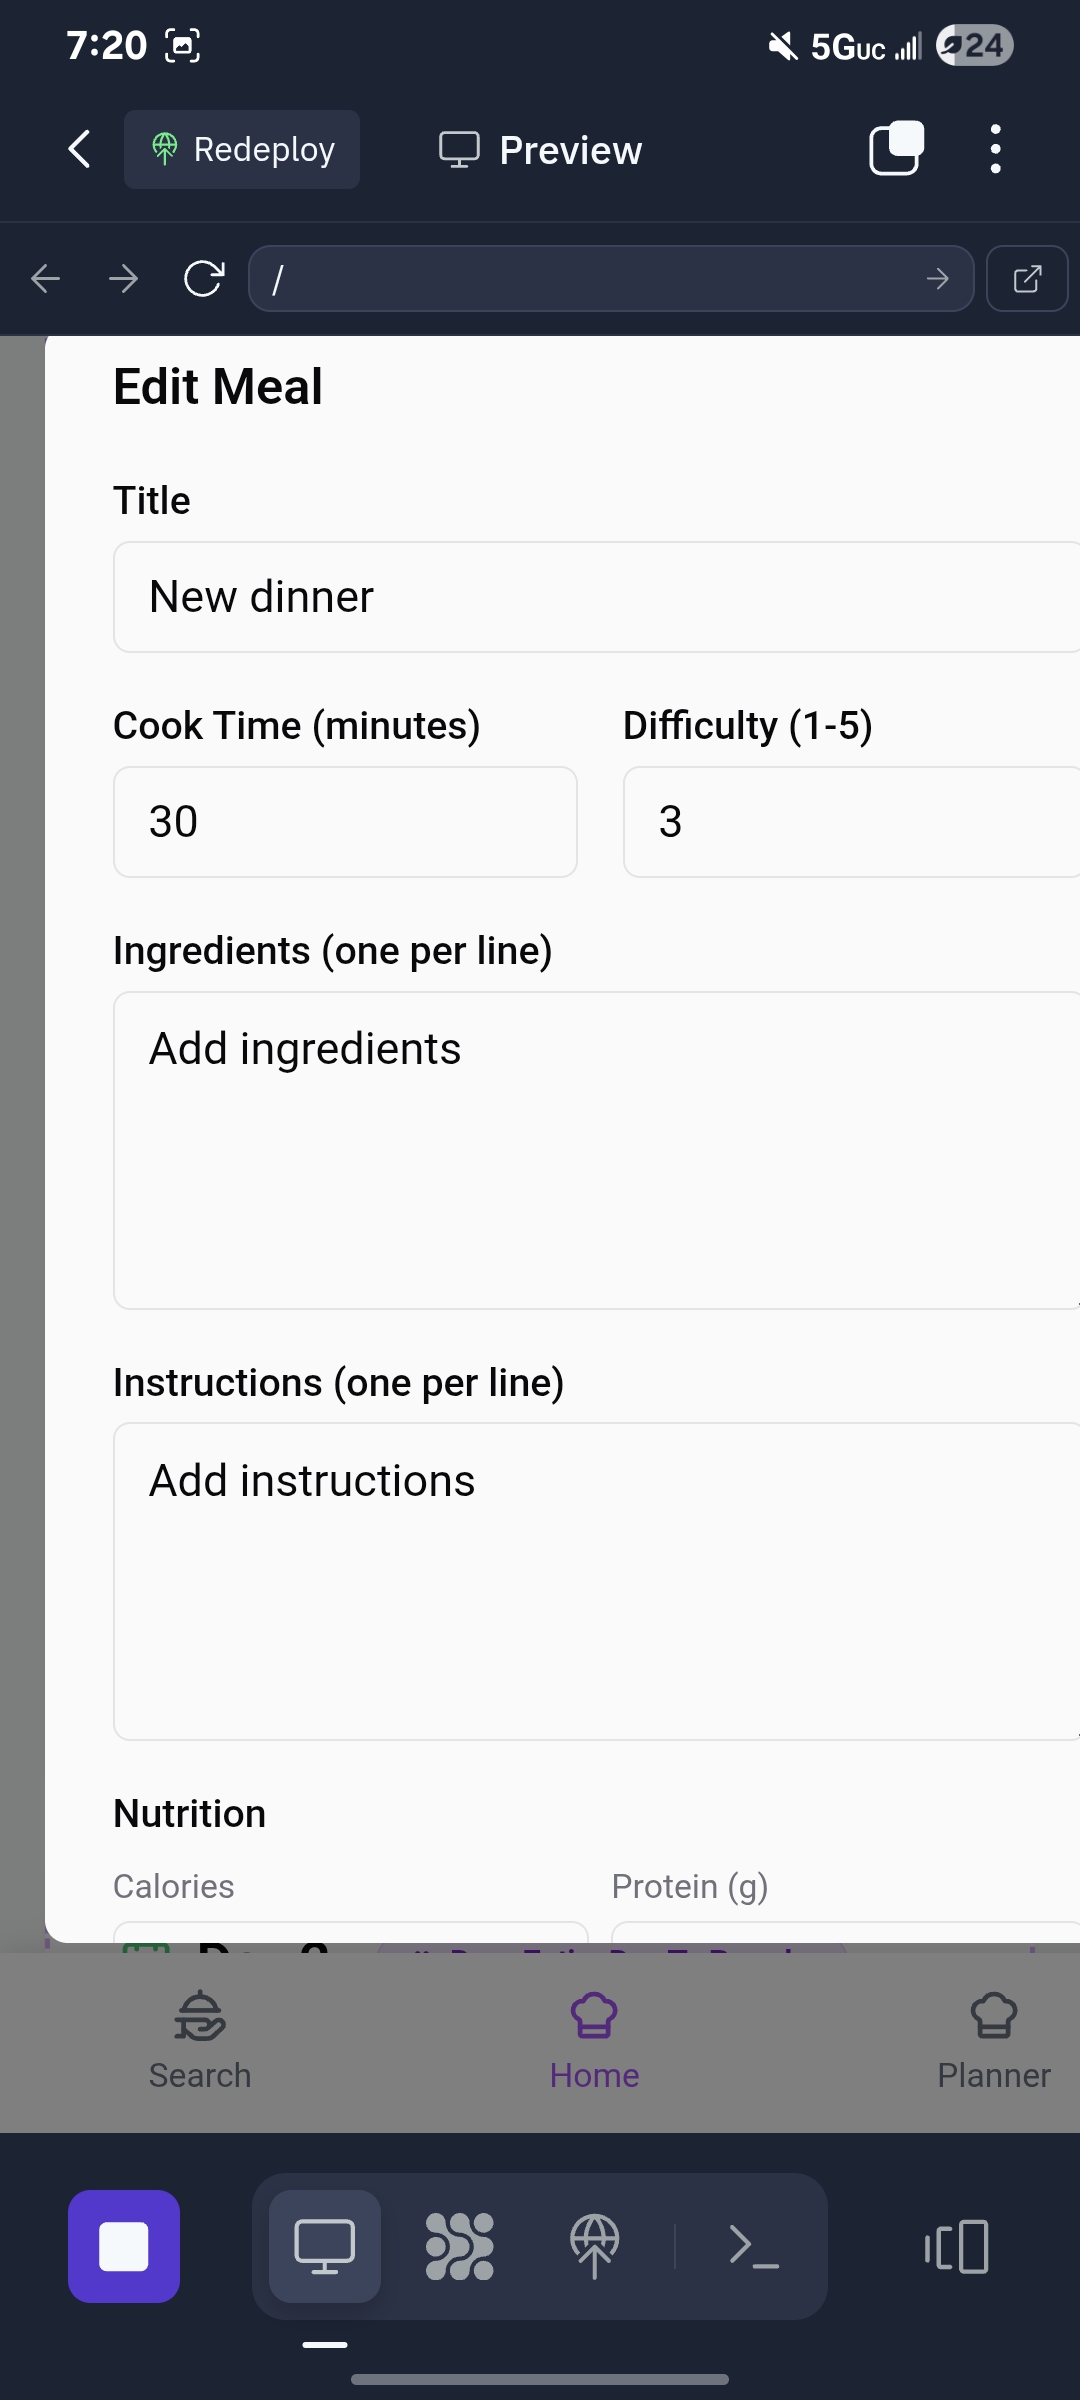 7:20
5GUC
24
Redeploy
Preview
/
Edit Meal
Title
New dinner
Cook Time (minutes)
Difficulty (1-5)
30
3
Ingredients (one per line)
Add ingredients
Instructions (one per line)
Add instructions
Nutrition
Calories
Protein (g)
Search
Home
Planner